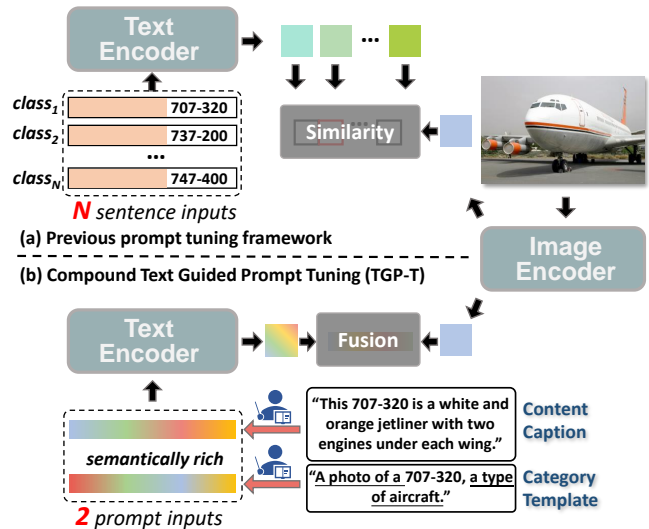 Text
Encoder
class1
707-320
class2
737-200
...
classN
747-400
N sentence inputs
Similarity
(a) Previous prompt tuning framework
Image
Encoder
(b) Compound Text Guided Prompt Tuning (TGP-T)
Text
Encoder
Fusion
“This 707-320 is a white and
orange jetliner with two
engines under each wing.”
Content
Caption
semantically rich
“A photo of a 707-320, a type
of aircraft.”
Category
Template
2 prompt inputs